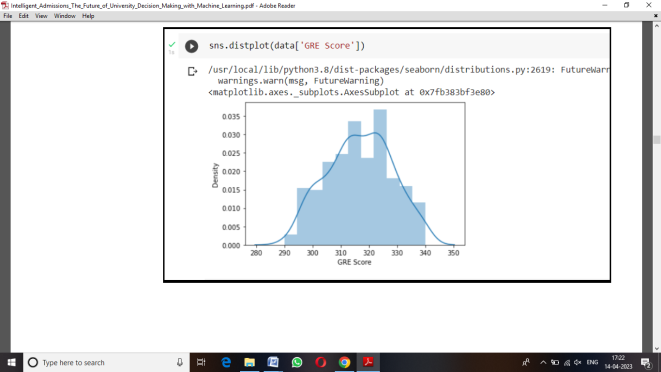 Intelligent_Admissions_The_Future_of_University_Decision_Making_with_Machine_Learning.pdf - Adobe Reader
File Edit View Window Help
sns.distplot(data['GRE Score'])
1s
/usr/local/lib/python3.8/dist-packages/seaborn/distributions.py:2619: FutureWarn
warnings.warn(msg, FutureWarning)
<matplotlib.axes._subplots.AxesSubplot at 0x7fb383bf3e80>
0.035
0.030
0.025
0.020
0.015
0.010
0.005
0.000
Density
280 290 300 310 320 330 340 350
GRE Score
Type here to search
ENG
17:22
14-04-2023
2